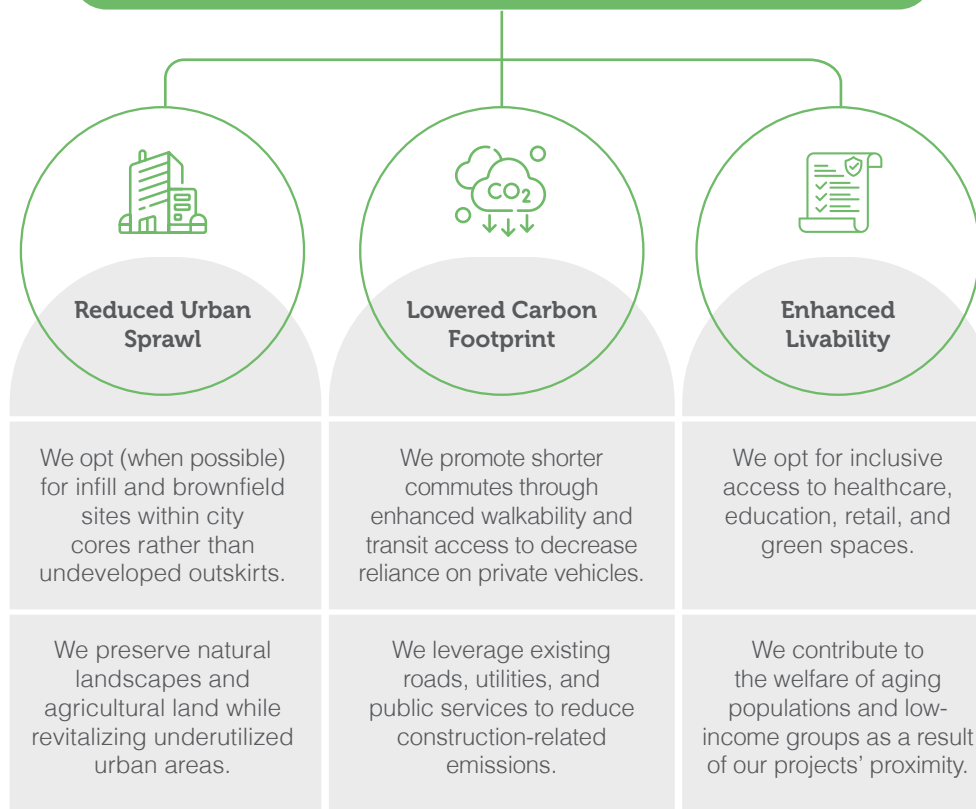 CO2
Reduced Urban
Sprawl
Lowered Carbon
Footprint
Enhanced
Livability
We opt (when possible)
for infill and brownfield
sites within city
cores rather than
undeveloped outskirts.
We promote shorter
commutes through
enhanced walkability and
transit access to decrease
reliance on private vehicles.
We opt for inclusive
access to healthcare,
education, retail, and
green spaces.
We preserve natural
landscapes and
agricultural land while
revitalizing underutilized
urban areas.
We leverage existing
roads, utilities, and
public services to reduce
construction-related
emissions.
We contribute to
the welfare of aging
populations and low-
income groups as a result
of our projects’ proximity.